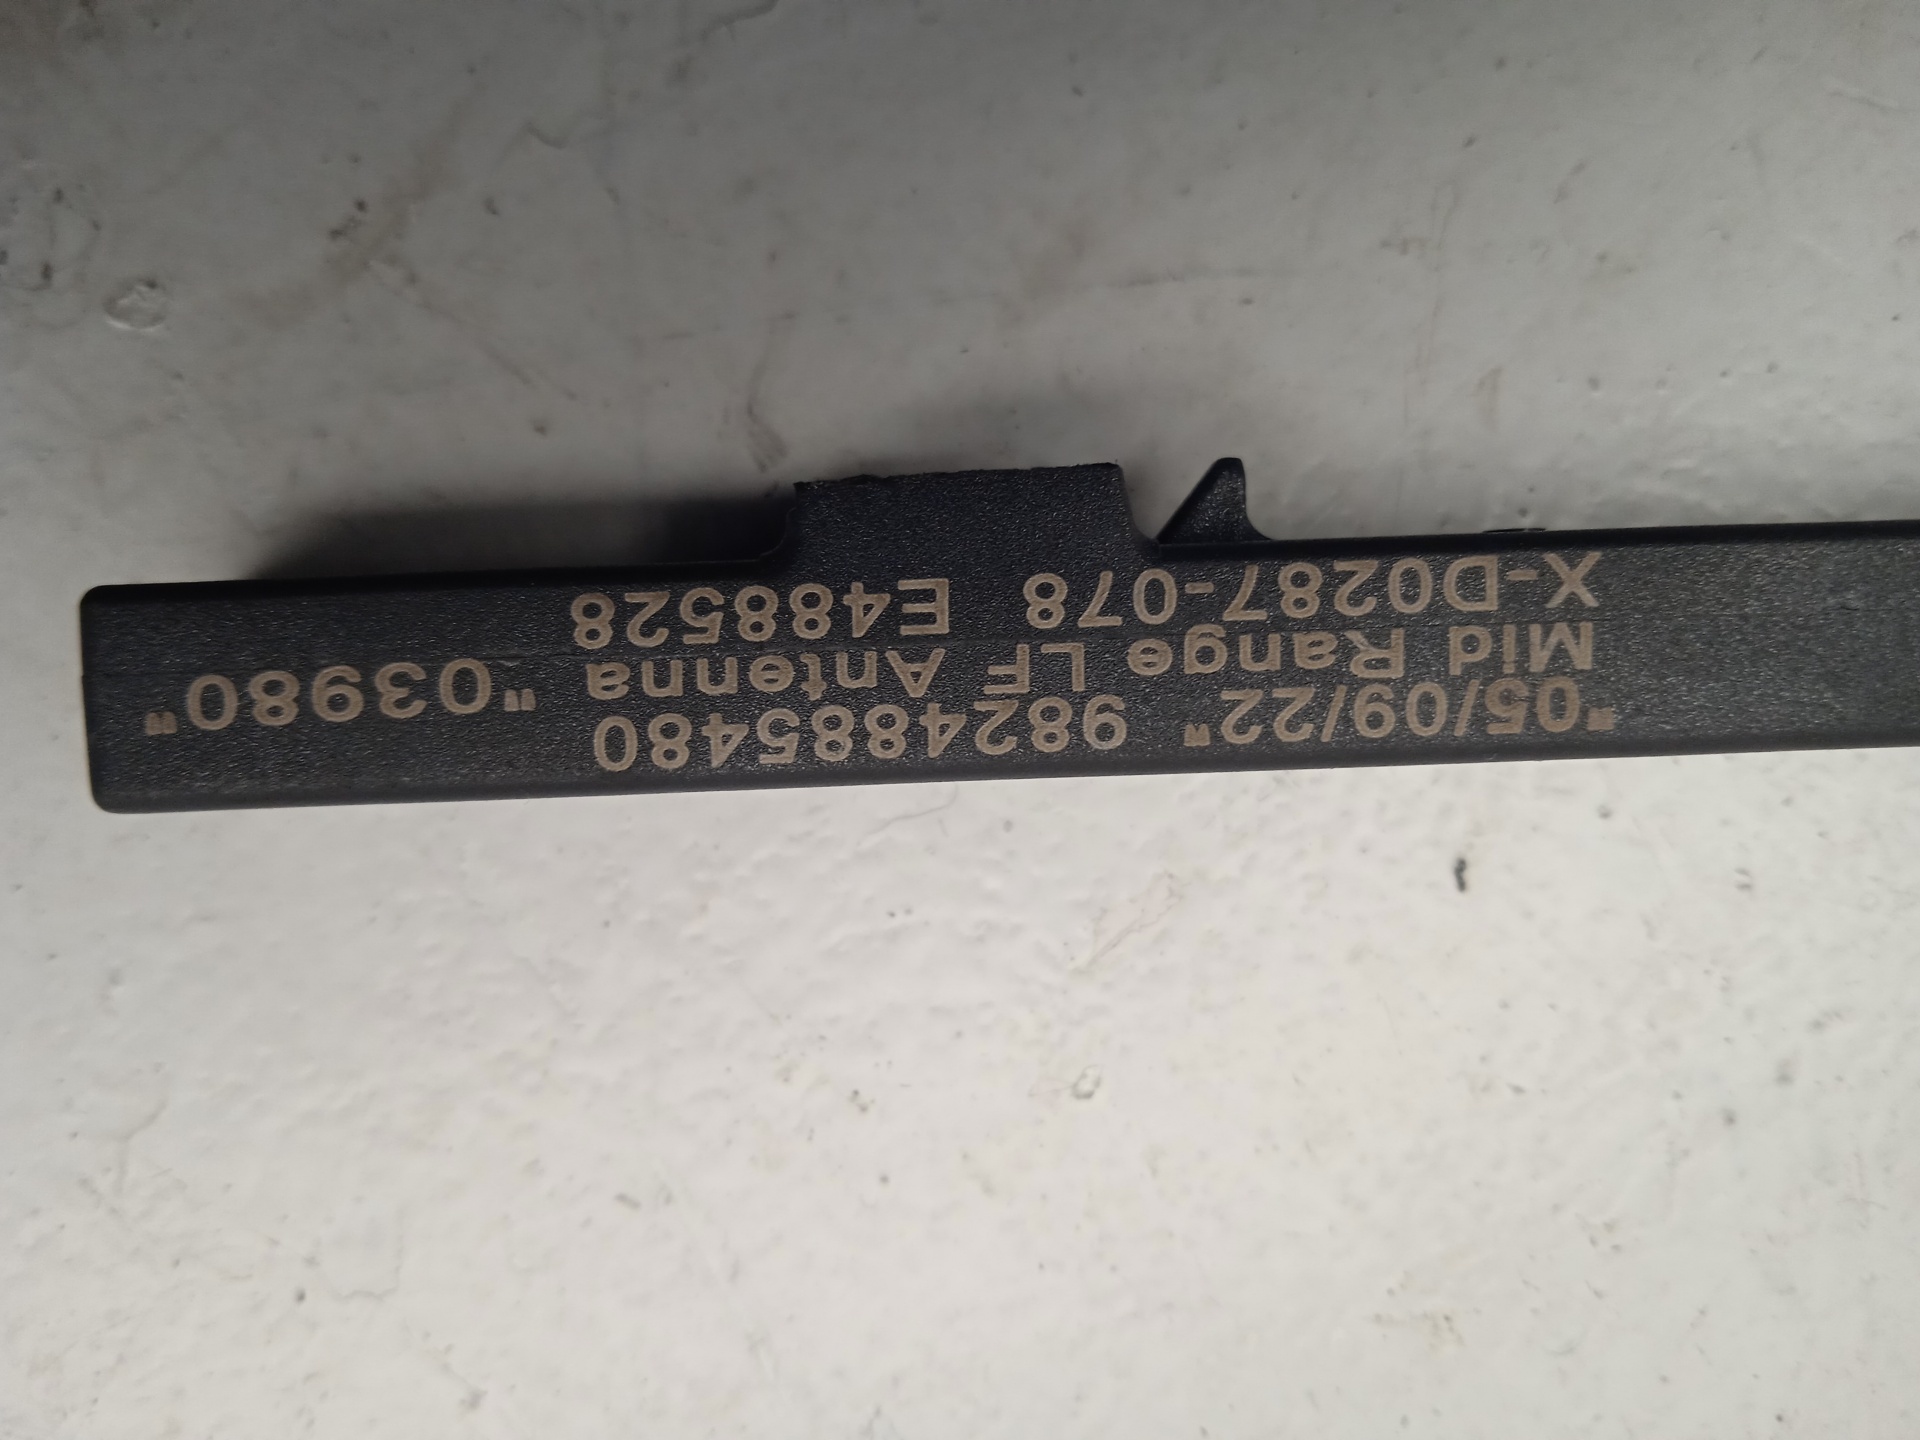 "05/09/22" 9824885480
Mid Range LF Antenna "03980"
X-D0287-078 E488528